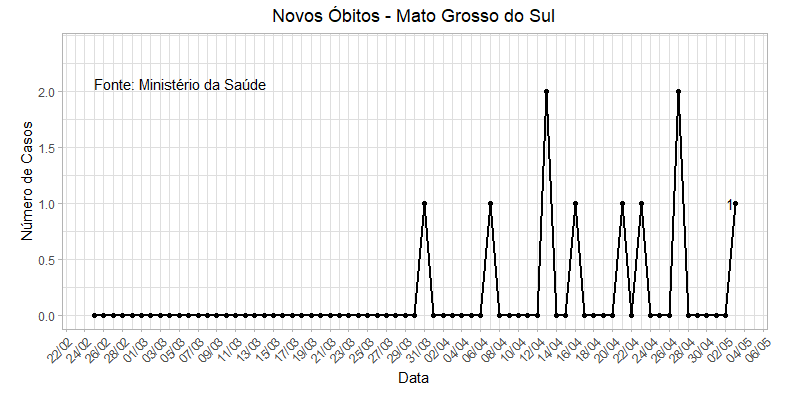 Novos Óbitos - Mato Grosso do Sul
Fonte: Ministério da Saúde
Número de Casos
2.0
1.5
1.0
0.5
0.0
1
22/02 24/02 26/02 28/02 01/03 03/03 05/03 07/03 09/03 11/03 13/03 15/03 17/03 19/03 21/03 23/03 25/03 27/03 29/03 31/03 02/04 04/04 06/04 08/04 10/04 12/04 14/04 16/04 18/04 20/04 22/04 24/04 26/04 28/04 30/04 02/05 04/05 06/05
Data